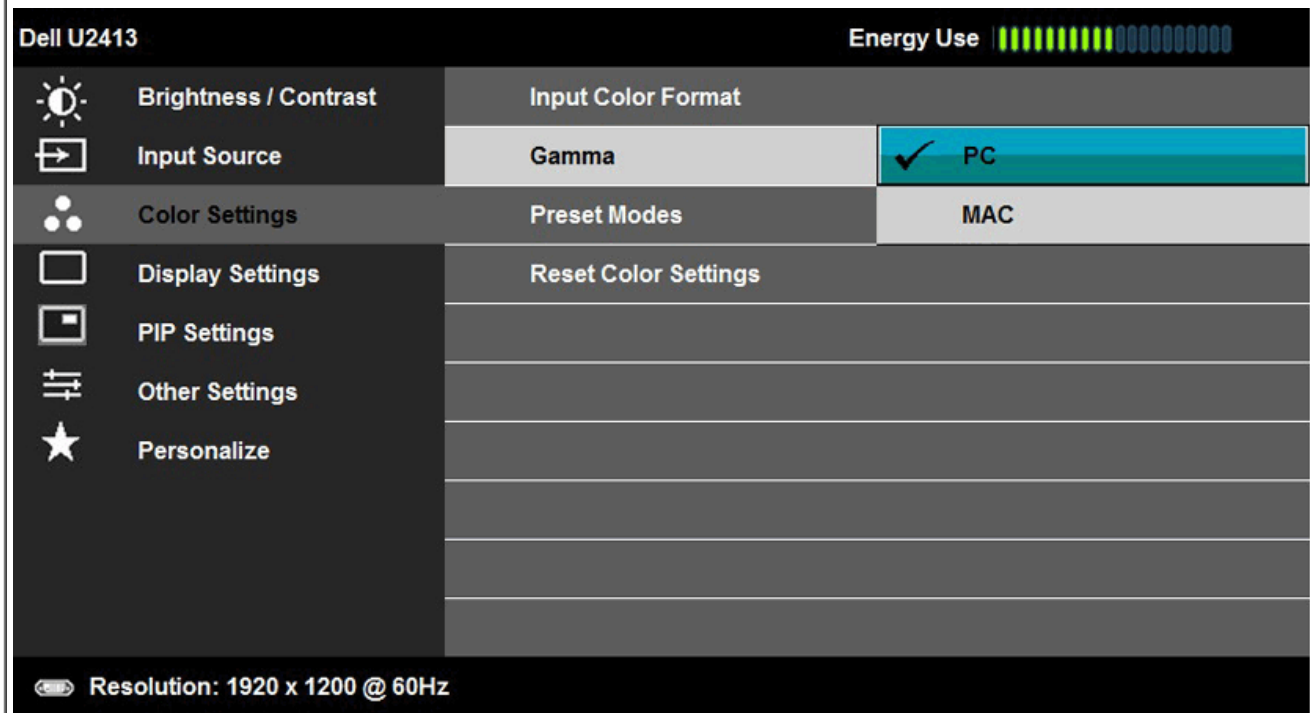 Dell U2413 Energy Use
Brightness / Contrast Input Color Format
Input Source Gamma PC
Color Settings Preset Modes MAC
Display Settings Reset Color Settings
PIP Settings
Other Settings
Personalize
Resolution: 1920 x 1200 @ 60Hz